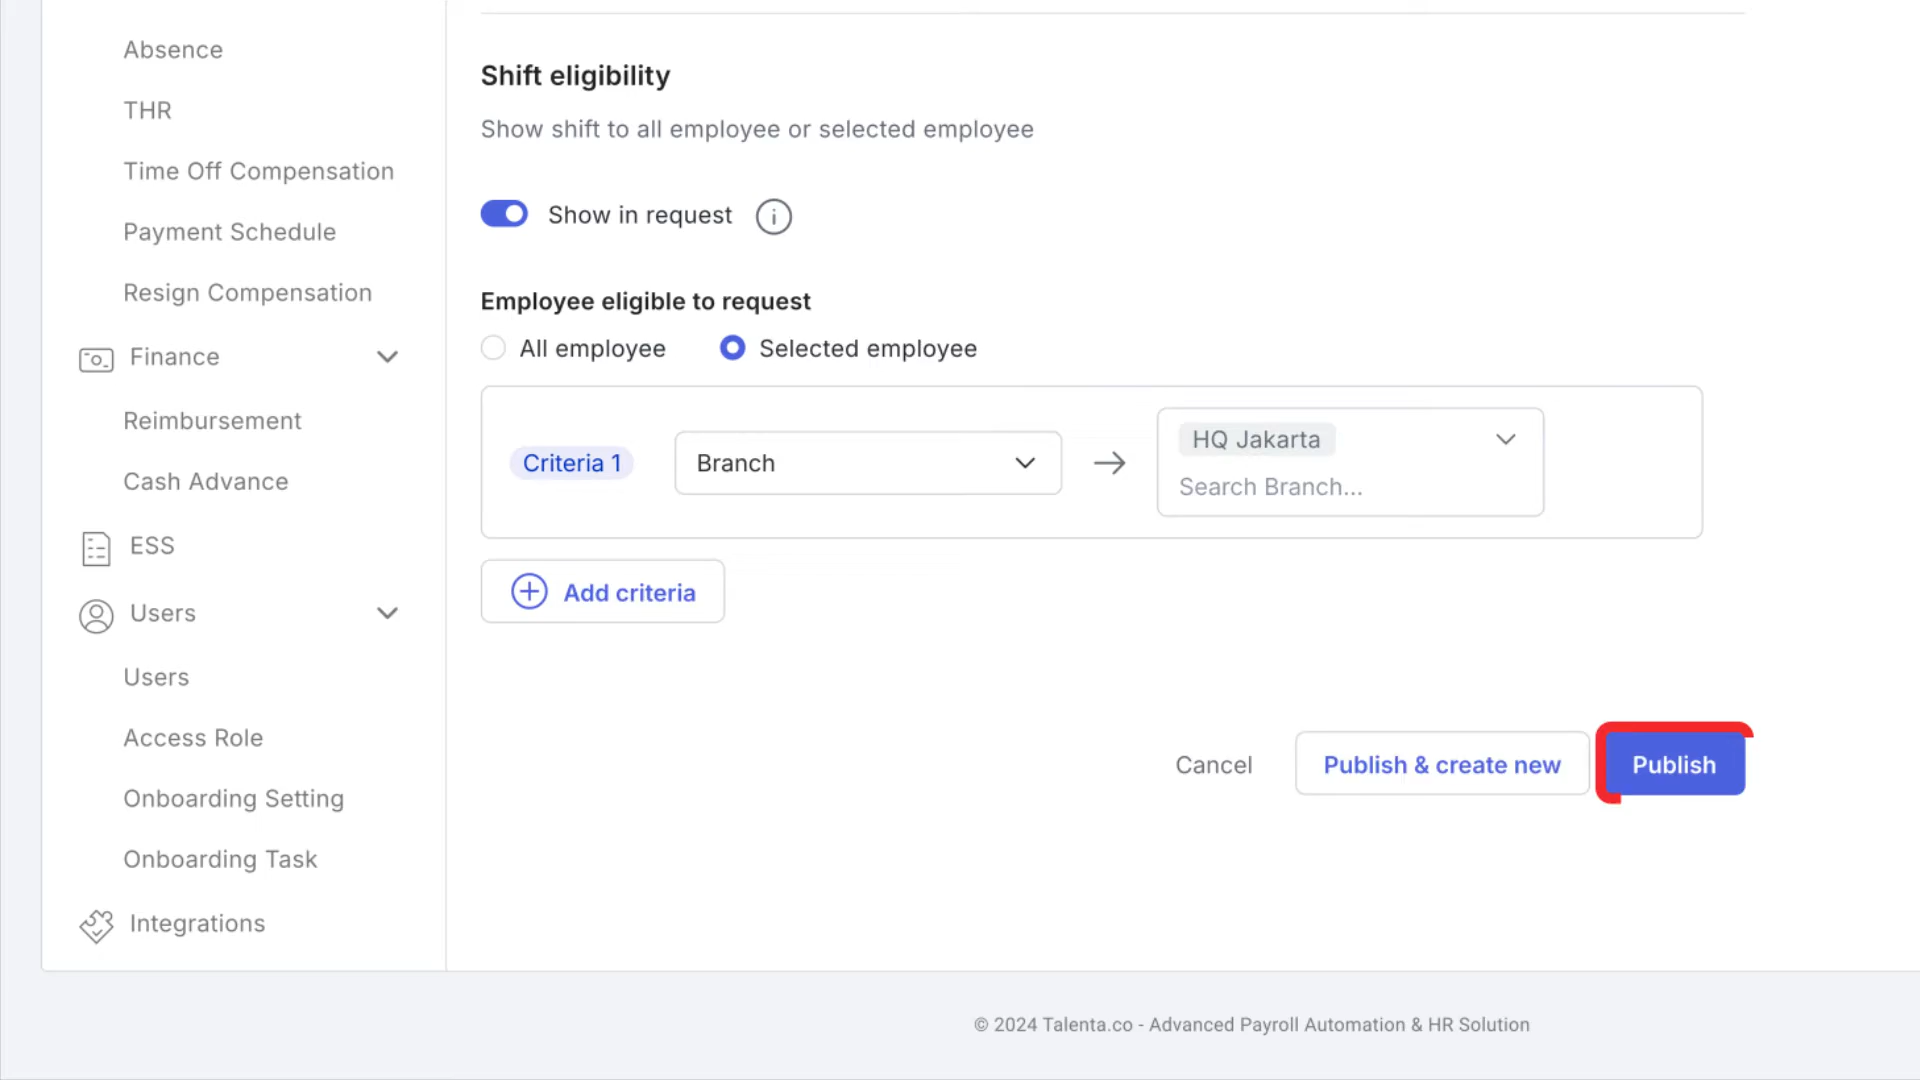 Absence
THR
Time Off Compensation
Payment Schedule
Resign Compensation
Finance
Reimbursement
Cash Advance
ESS
Users
Users
Access Role
Onboarding Setting
Onboarding Task
Integrations
Shift eligibility
Show shift to all employee or selected employee
Show in request
Employee eligible to request
All employee Selected employee
Criteria 1 Branch HQ Jakarta
Search Branch...
Add criteria
Cancel Publish & create new Publish
© 2024 Talenta.co - Advanced Payroll Automation & HR Solution